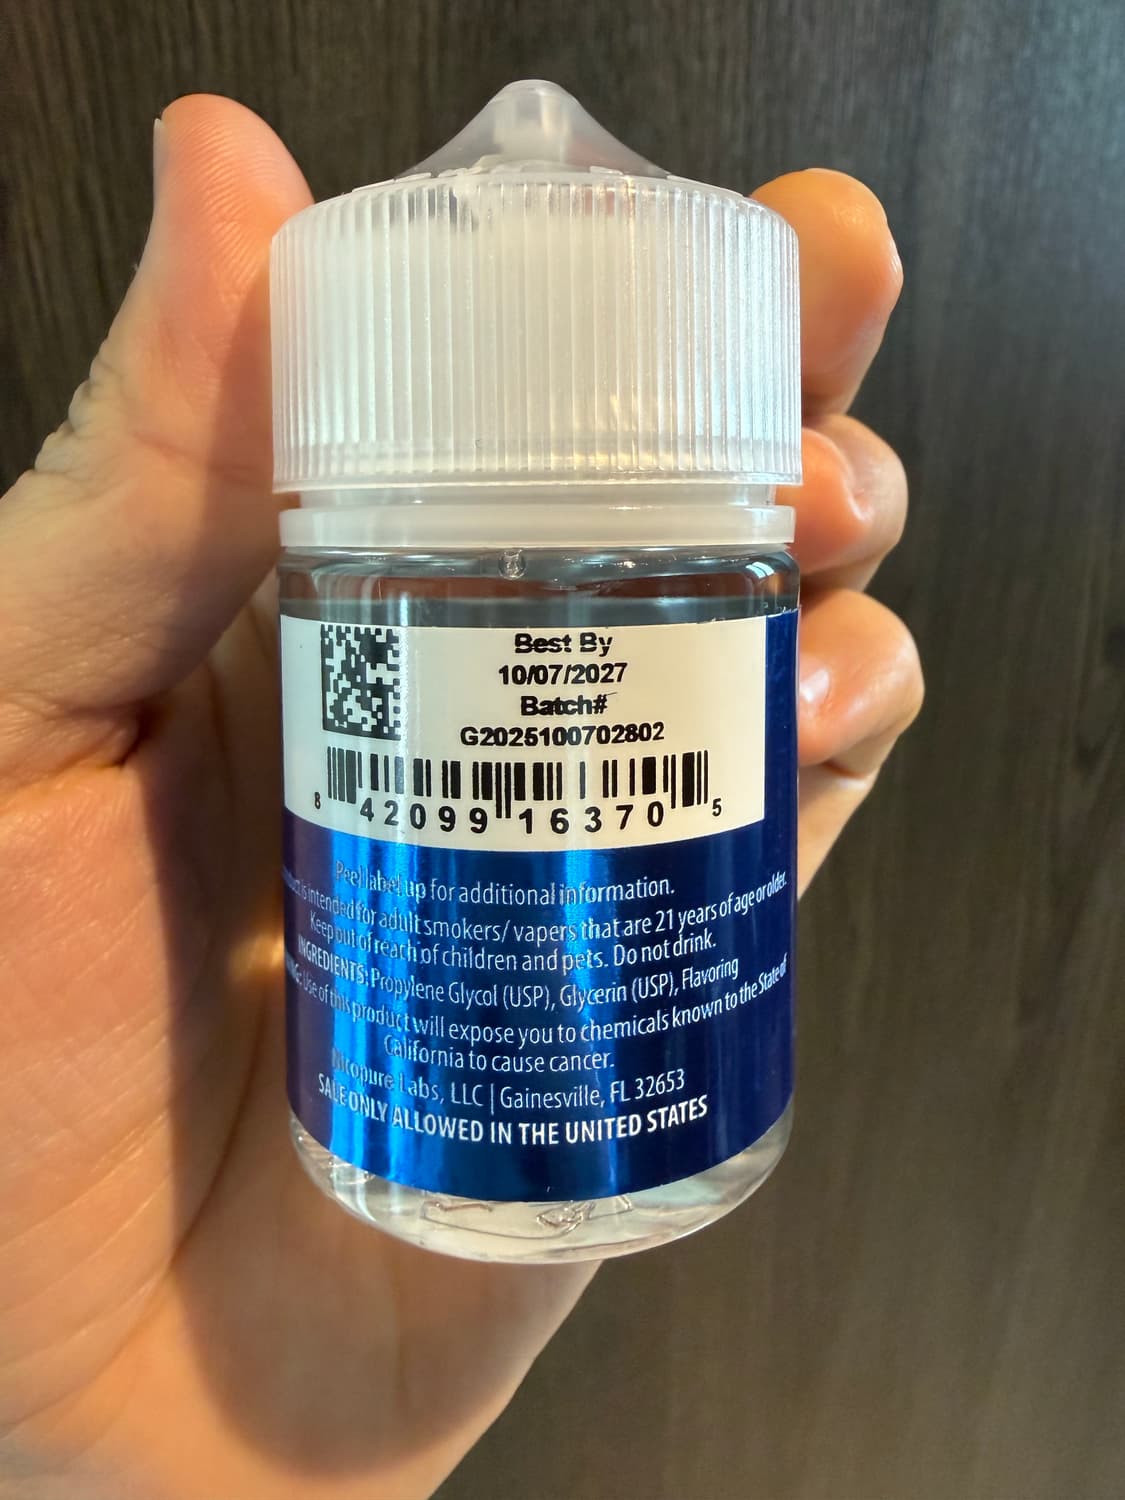 Best By
10/07/2027
Batch#
G2025100702802
8 42099 16370 5
Peel label up for additional information.
is intended for adult smokers/ vapers that are 21 years of age or older.
Keep out of reach of children and pets. Do not drink.
INGREDIENTS: Propylene Glycol (USP), Glycerin (USP), Flavoring
Use of this product will expose you to chemicals known to the State of
California to cause cancer.
Nicopure Labs, LLC | Gainesville, FL 32653
SALE ONLY ALLOWED IN THE UNITED STATES